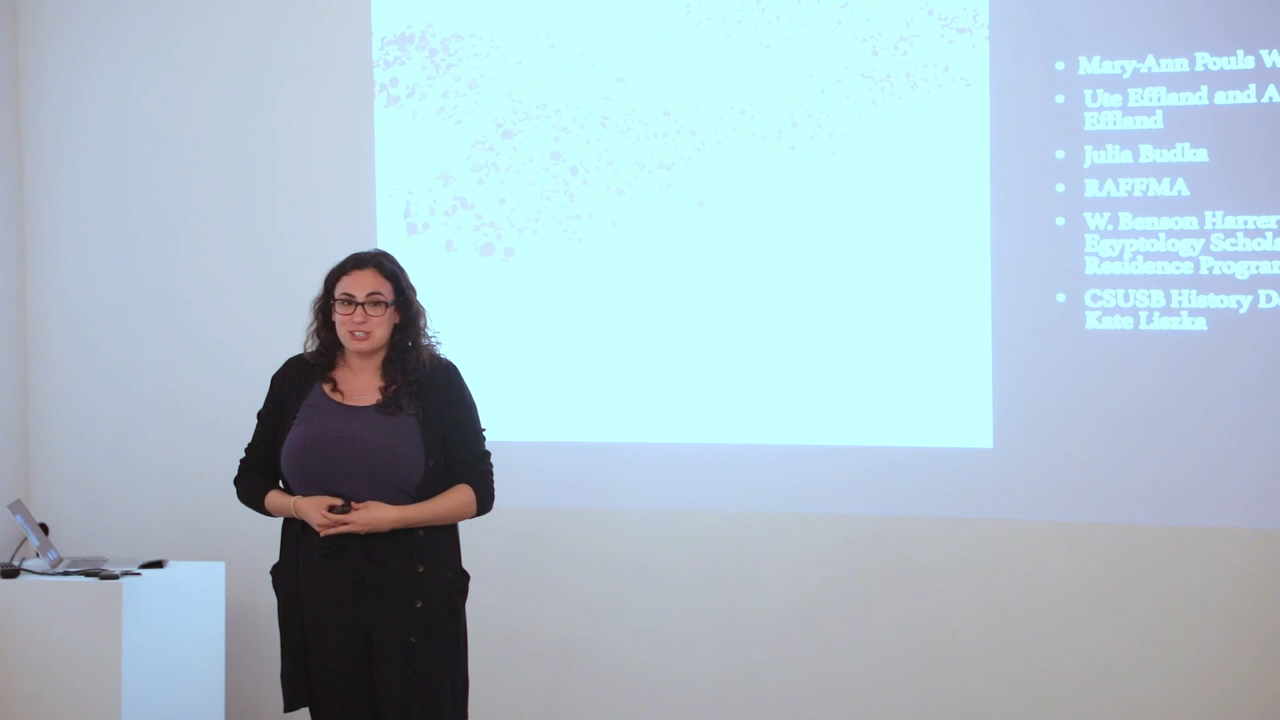 Mary-Ann Pouls W
Ute Effland and A
Effland
Julia Budka
RAFFMA
W. Benson Harrer
Egyptology Schola
Residence Program
CSUSB History De
Kate Liszka